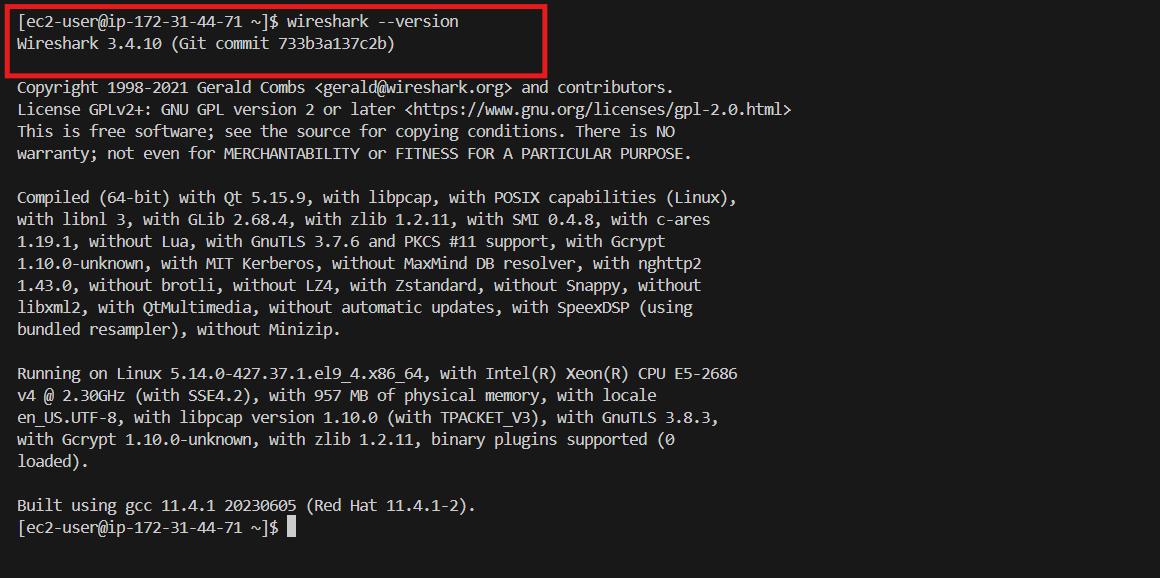 [ec2-user@ip-172-31-44-71 ~]$ wireshark --version
Wireshark 3.4.10 (Git commit 733b3a137c2b)
Copyright 1998-2021 Gerald Combs <gerald@wireshark.org> and contributors.
License GPLv2+: GNU GPL version 2 or later <https://www.gnu.org/licenses/gpl-2.0.html>
This is free software; see the source for copying conditions. There is NO
warranty; not even for MERCHANTABILITY or FITNESS FOR A PARTICULAR PURPOSE.
Compiled (64-bit) with Qt 5.15.9, with libpcap, with POSIX capabilities (Linux),
with libnl 3, with GLib 2.68.4, with zlib 1.2.11, with SMI 0.4.8, with c-ares
1.19.1, without Lua, with GnuTLS 3.7.6 and PKCS #11 support, with Gcrypt
1.10.0-unknown, with MIT Kerberos, without MaxMind DB resolver, with nghttp2
1.43.0, without brotli, without LZ4, with Zstandard, without Snappy, without
libxml2, with QtMultimedia, without automatic updates, with SpeexDSP (using
bundled resampler), without Minizip.
Running on Linux 5.14.0-427.37.1.el9_4.x86_64, with Intel(R) Xeon(R) CPU E5-2686
v4 @ 2.30GHz (with SSE4.2), with 957 MB of physical memory, with locale
en_US.UTF-8, with libpcap version 1.10.0 (with TPACKET_V3), with GnuTLS 3.8.3,
with Gcrypt 1.10.0-unknown, with zlib 1.2.11, binary plugins supported (0
loaded).
Built using gcc 11.4.1 20230605 (Red Hat 11.4.1-2).
[ec2-user@ip-172-31-44-71 ~]$